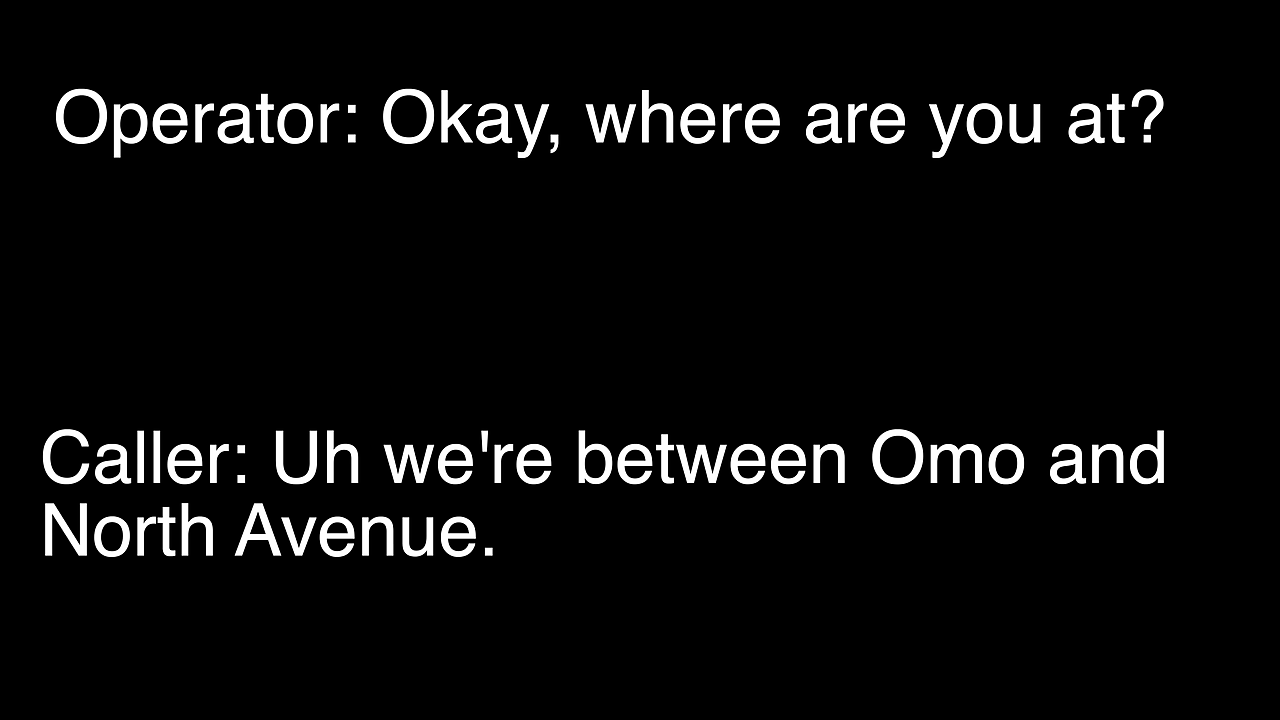 Operator: Okay, where are you at?
Caller: Uh we're between Omo and
North Avenue.